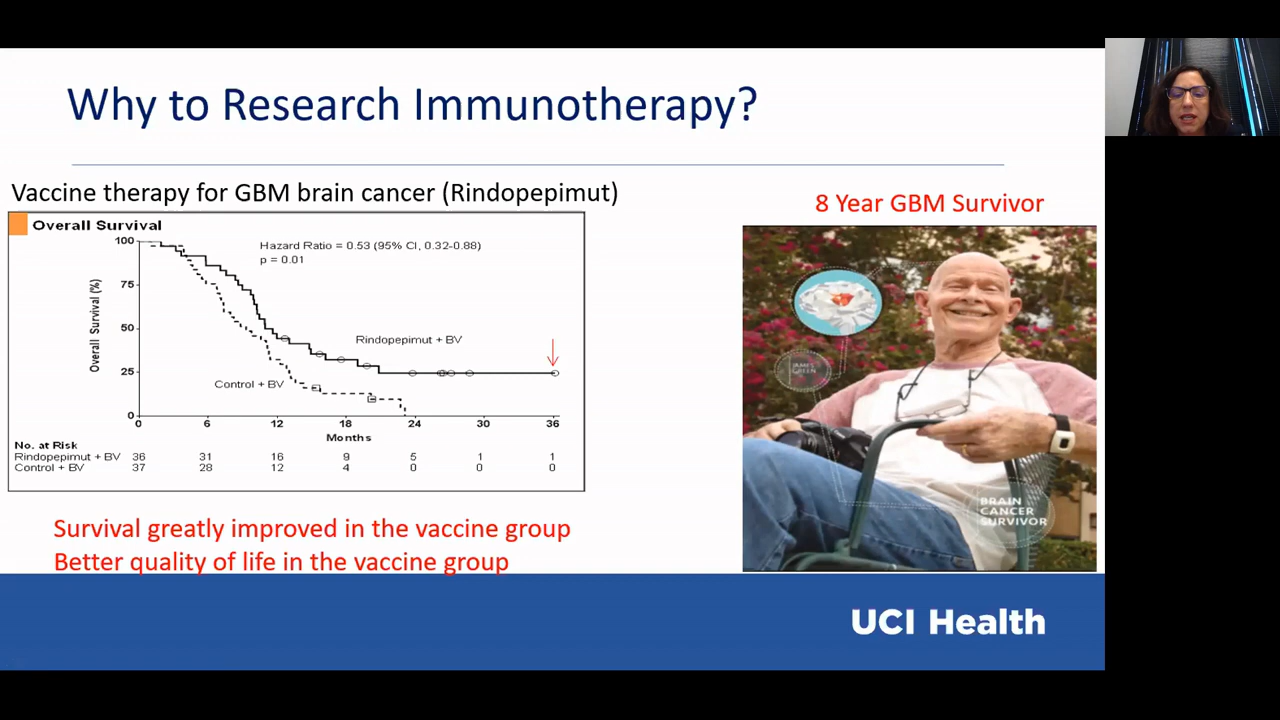 Why to Research Immunotherapy?
Vaccine therapy for GBM brain cancer (Rindopepimut)
Overall Survival
Overall Survival (%)
100
75
50
25
0
Hazard Ratio = 0.53 (95% CI, 0.32-0.88)
p = 0.01
Rindopepimut + BV
Control + BV
0 6 12 18 24 30 36
Months
No. at Risk
Rindopepimut + BV 36 31 16 9 5 1 1
Control + BV 37 28 12 4 0 0 0
Survival greatly improved in the vaccine group
Better quality of life in the vaccine group
8 Year GBM Survivor
JAMES
GREEN
BRAIN
CANCER
SURVIVOR
UCI Health